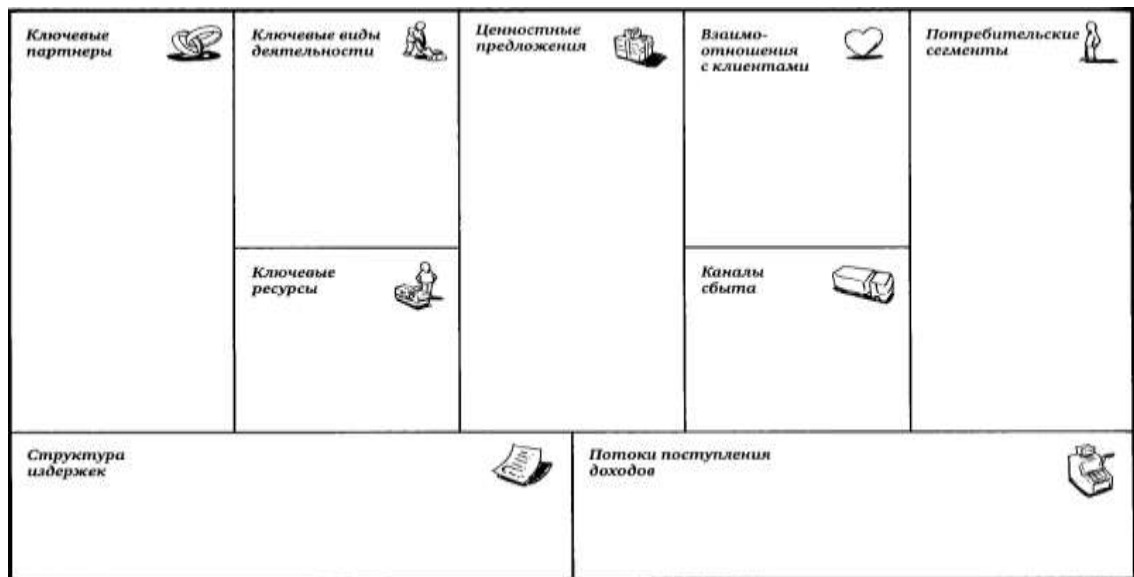 Ключевые
партнеры
Ключевые виды
деятельности
Ключевые
ресурсы
Ценностные
предложения
Взаимо-
отношения
с клиентами
Каналы
сбыта
Потребительские
сегменты
Структура
издержек
Потоки поступления
доходов